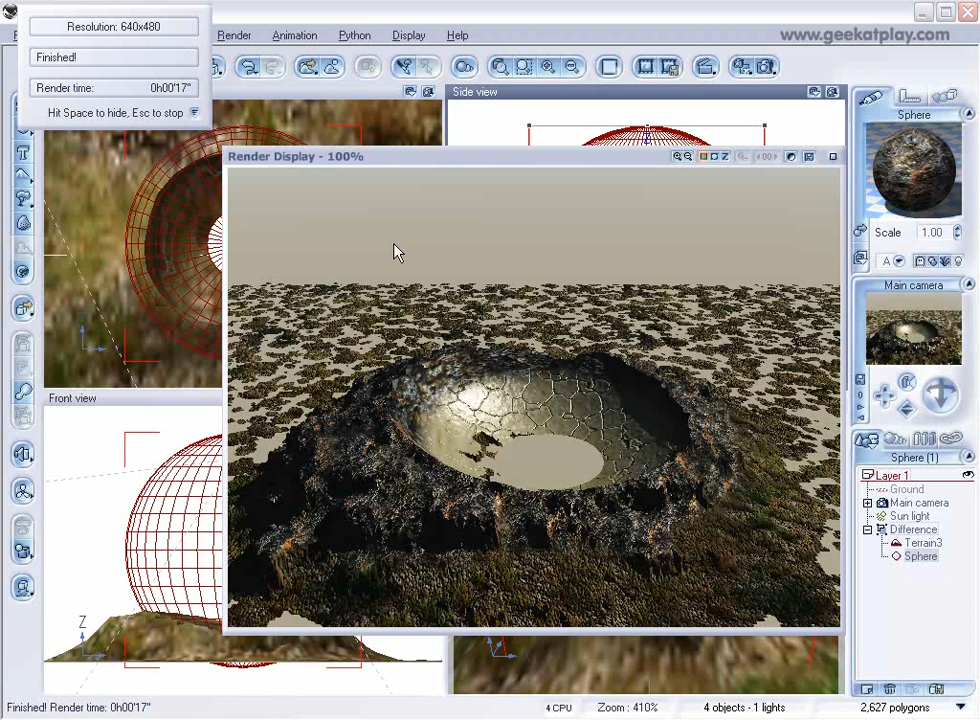 Resolution: 640x480
Finished!
Render time: 0h00'17"
Hit Space to hide, Esc to stop
Render Animation Python Display Help
www.geekatplay.com
Side view
Render Display - 100%
Sphere
Scale 1.00
Main camera
Front view
Z
Sphere (1)
Layer 1
Ground
Main camera
Sun light
Difference
Terrain3
Sphere
Finished! Render time: 0h00'17"
4 CPU
Zoom : 410%
4 objects - 1 lights
2,627 polygons